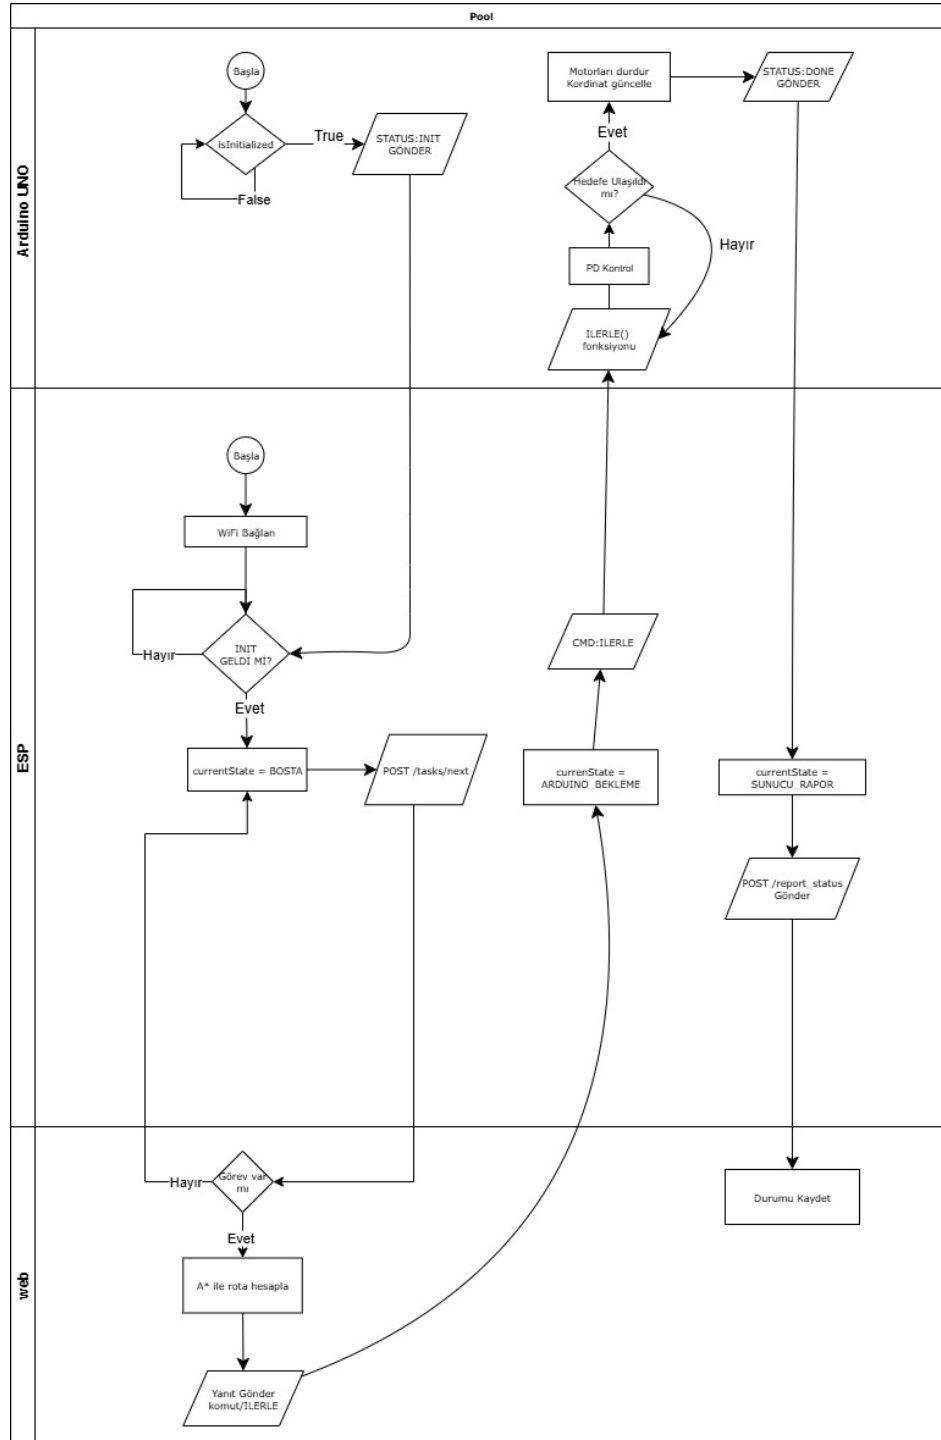 Pool
Arduino UNO
Başla
isInitialized
True
False
STATUS:INIT
GÖNDER
Motorları durdur
Kordinat güncelle
STATUS:DONE
GÖNDER
Evet
Hedefe Ulaşıldı
mı?
Hayır
PD Kontrol
ILERLE()
fonksiyonu
ESP
Başla
WiFi Bağlan
INIT
GELDİ Mİ?
Hayır
Evet
currentState = BOSTA
POST /tasks/next
CMD:ILERLE
currenState =
ARDUINO_BEKLEME
currentState =
SUNUCU_RAPOR
POST /report_status
Gönder
web
Görev var
mı
Hayır
Evet
A* ile rota hesapla
Yanıt Gönder
komut/ILERLE
Durumu Kaydet